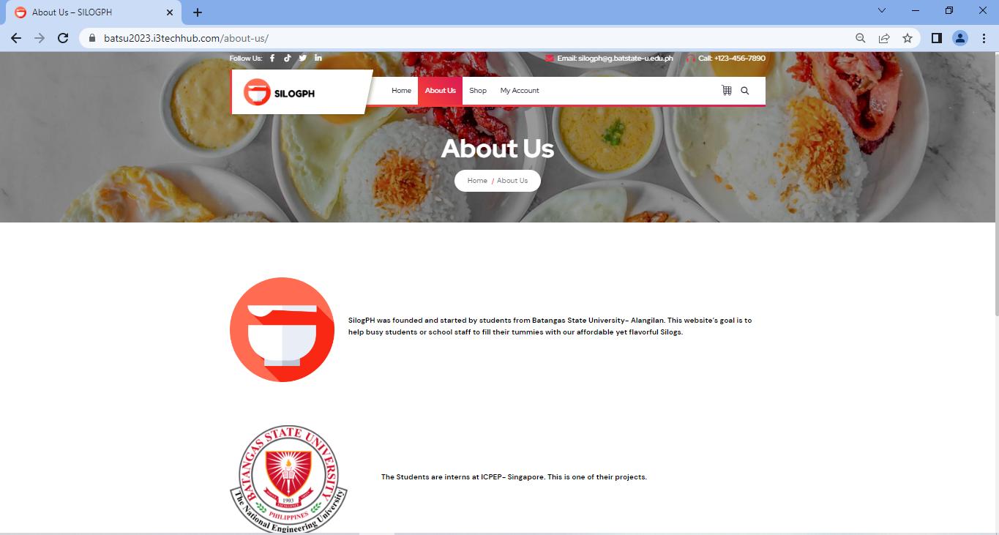 About Us – SILOGPH
batsu2023.i3techhub.com/about-us/
Follow Us:
Email: silogph@g.batstate-u.edu.ph
Call: +123-456-7890
SILOGPH
Home
About Us
Shop
My Account
About Us
Home / About Us
SilogPH was founded and started by students from Batangas State University- Alangilan. This website's goal is to
help busy students or school staff to fill their tummies with our affordable yet flavorful Silogs.
BATANGAS STATE UNIVERSITY
1903
EXCELLENCE
PHILIPPINES
The National Engineering University
The Students are interns at ICPEP- Singapore. This is one of their projects.